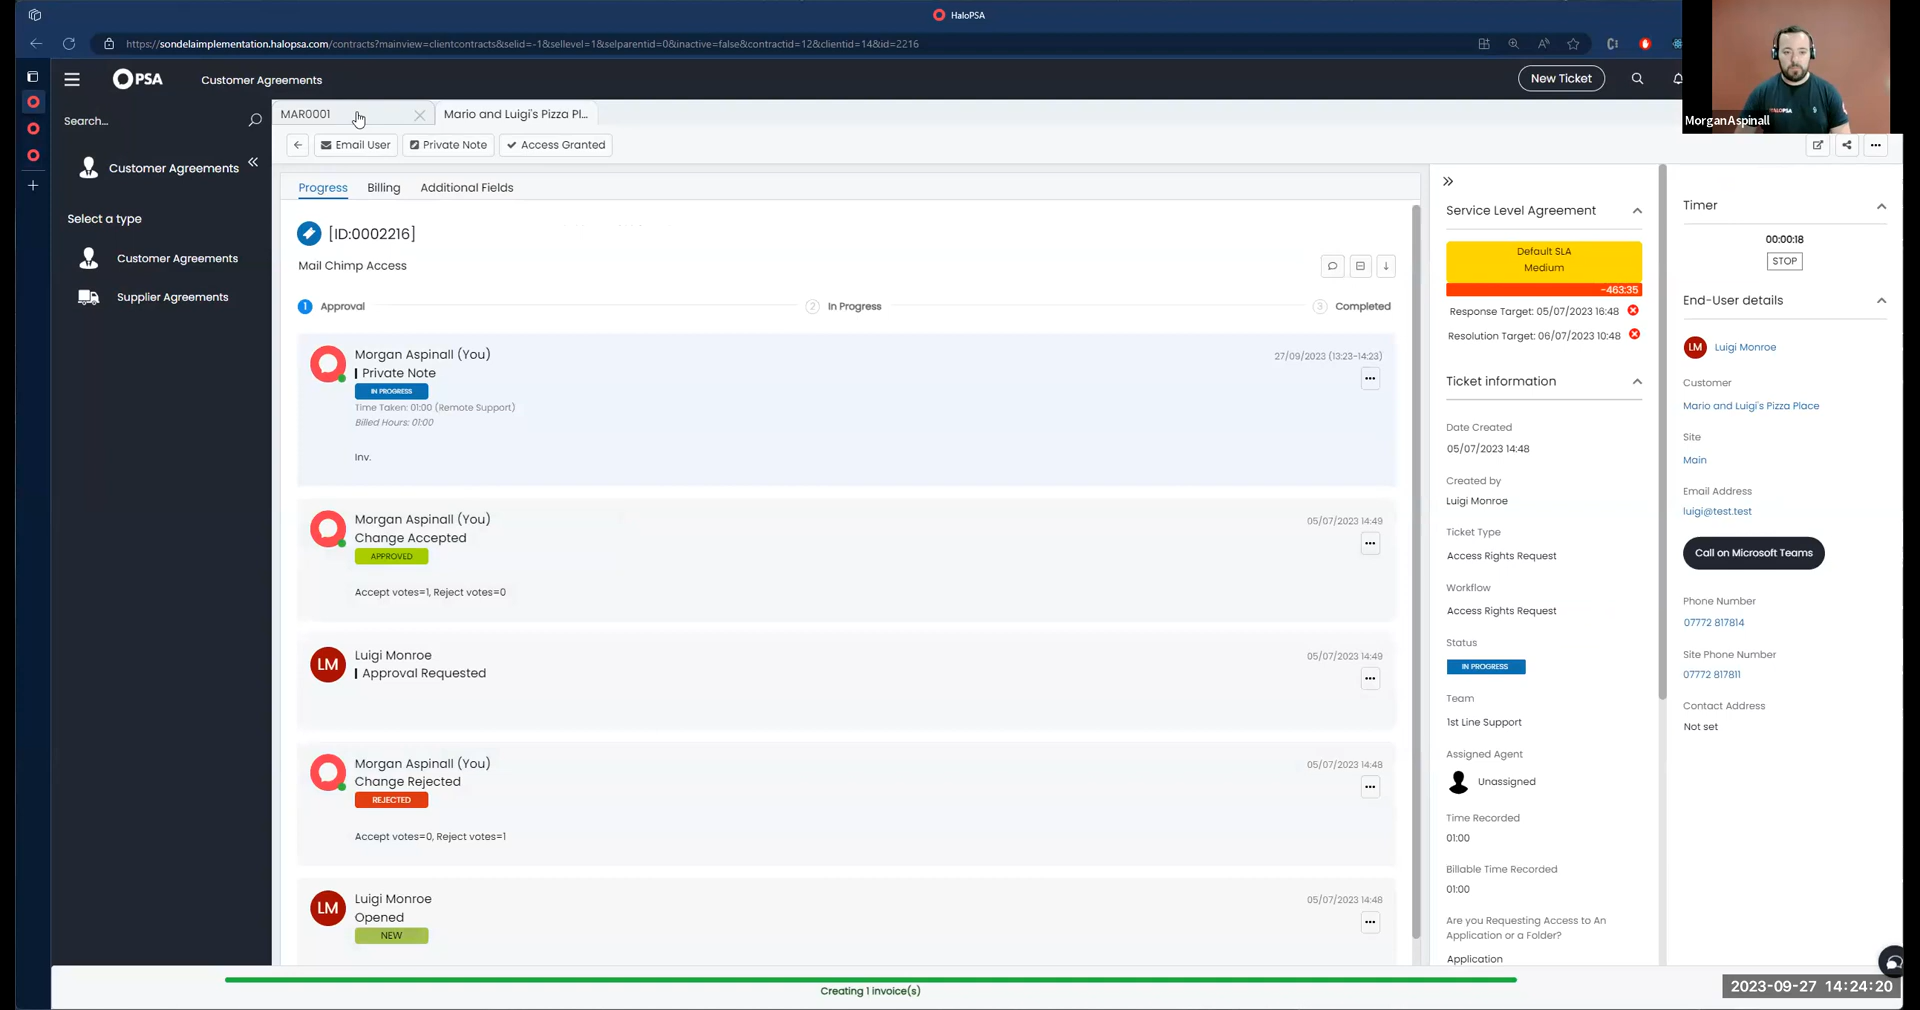 HaloPSA
https://sondelaimplementation.halopsa.com/contracts?mainview=clientcontracts&selid=-1&sellevel=1&selparentid=0&inactive=false&contractid=12&clientid=14&id=2216
PSA
Customer Agreements
New Ticket
Morgan Aspinall
Search...
MAR0001
Mario and Luigi's Pizza Pl...
Email User
Private Note
Access Granted
Customer Agreements
Select a type
Customer Agreements
Supplier Agreements
Progress
Billing
Additional Fields
[ID:0002216]
Mail Chimp Access
1 Approval
2 In Progress
3 Completed
Morgan Aspinall (You)
27/09/2023 (13:23-14:23)
Private Note
IN PROGRESS
Time Taken: 01:00 (Remote Support)
Billed Hours: 01:00
Inv.
Morgan Aspinall (You)
05/07/2023 14:49
Change Accepted
APPROVED
Accept votes=1, Reject votes=0
LM
Luigi Monroe
05/07/2023 14:49
Approval Requested
Morgan Aspinall (You)
05/07/2023 14:48
Change Rejected
REJECTED
Accept votes=0, Reject votes=1
LM
Luigi Monroe
05/07/2023 14:48
Opened
NEW
Service Level Agreement
Default SLA
Medium
-463:35
Response Target: 05/07/2023 16:48
Resolution Target: 06/07/2023 10:48
Ticket information
Date Created
05/07/2023 14:48
Created by
Luigi Monroe
Ticket Type
Access Rights Request
Workflow
Access Rights Request
Status
IN PROGRESS
Team
1st Line Support
Assigned Agent
Unassigned
Time Recorded
01:00
Billable Time Recorded
01:00
Are you Requesting Access to An
Application or a Folder?
Application
Timer
00:00:18
STOP
End-User details
LM
Luigi Monroe
Customer
Mario and Luigi's Pizza Place
Site
Main
Email Address
luigi@test.test
Call on Microsoft Teams
Phone Number
07772 817814
Site Phone Number
07772 817811
Contact Address
Not set
Creating 1 invoice(s)
2023-09-27 14:24:20